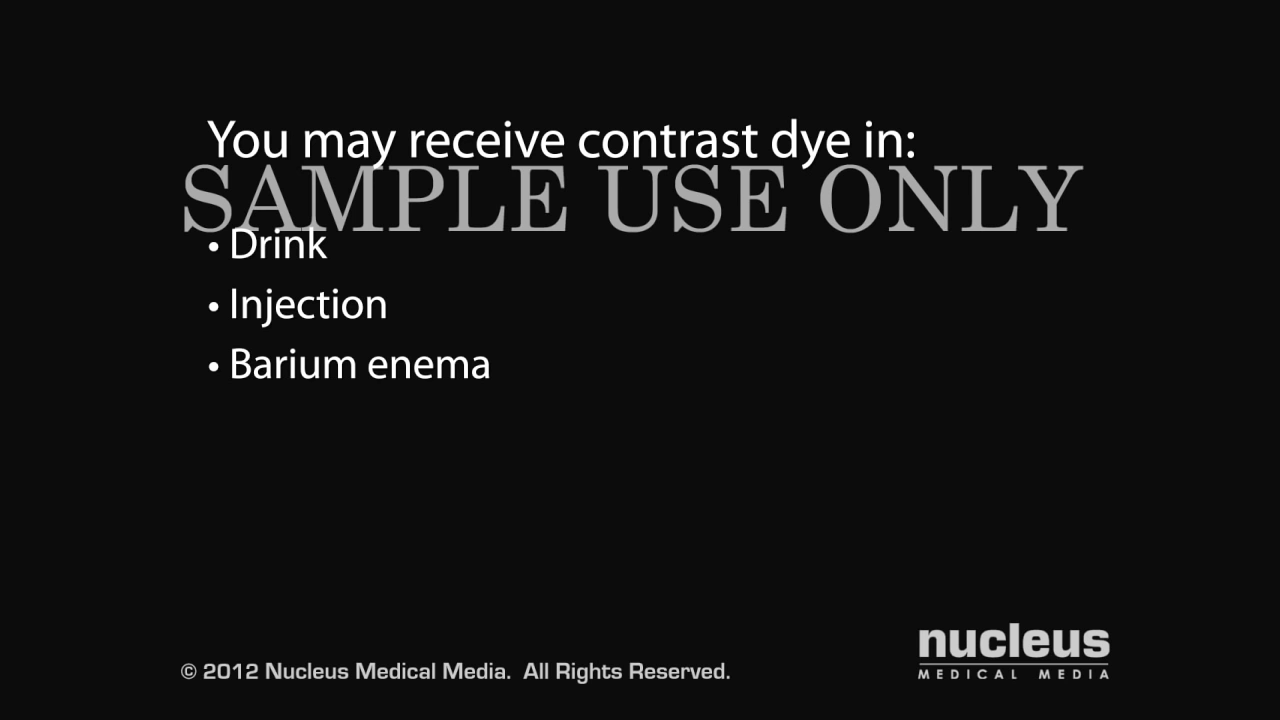 You may receive contrast dye in:
SAMPLE USE ONLY
• Drink
• Injection
• Barium enema
nucleus
MEDICAL MEDIA
© 2012 Nucleus Medical Media. All Rights Reserved.